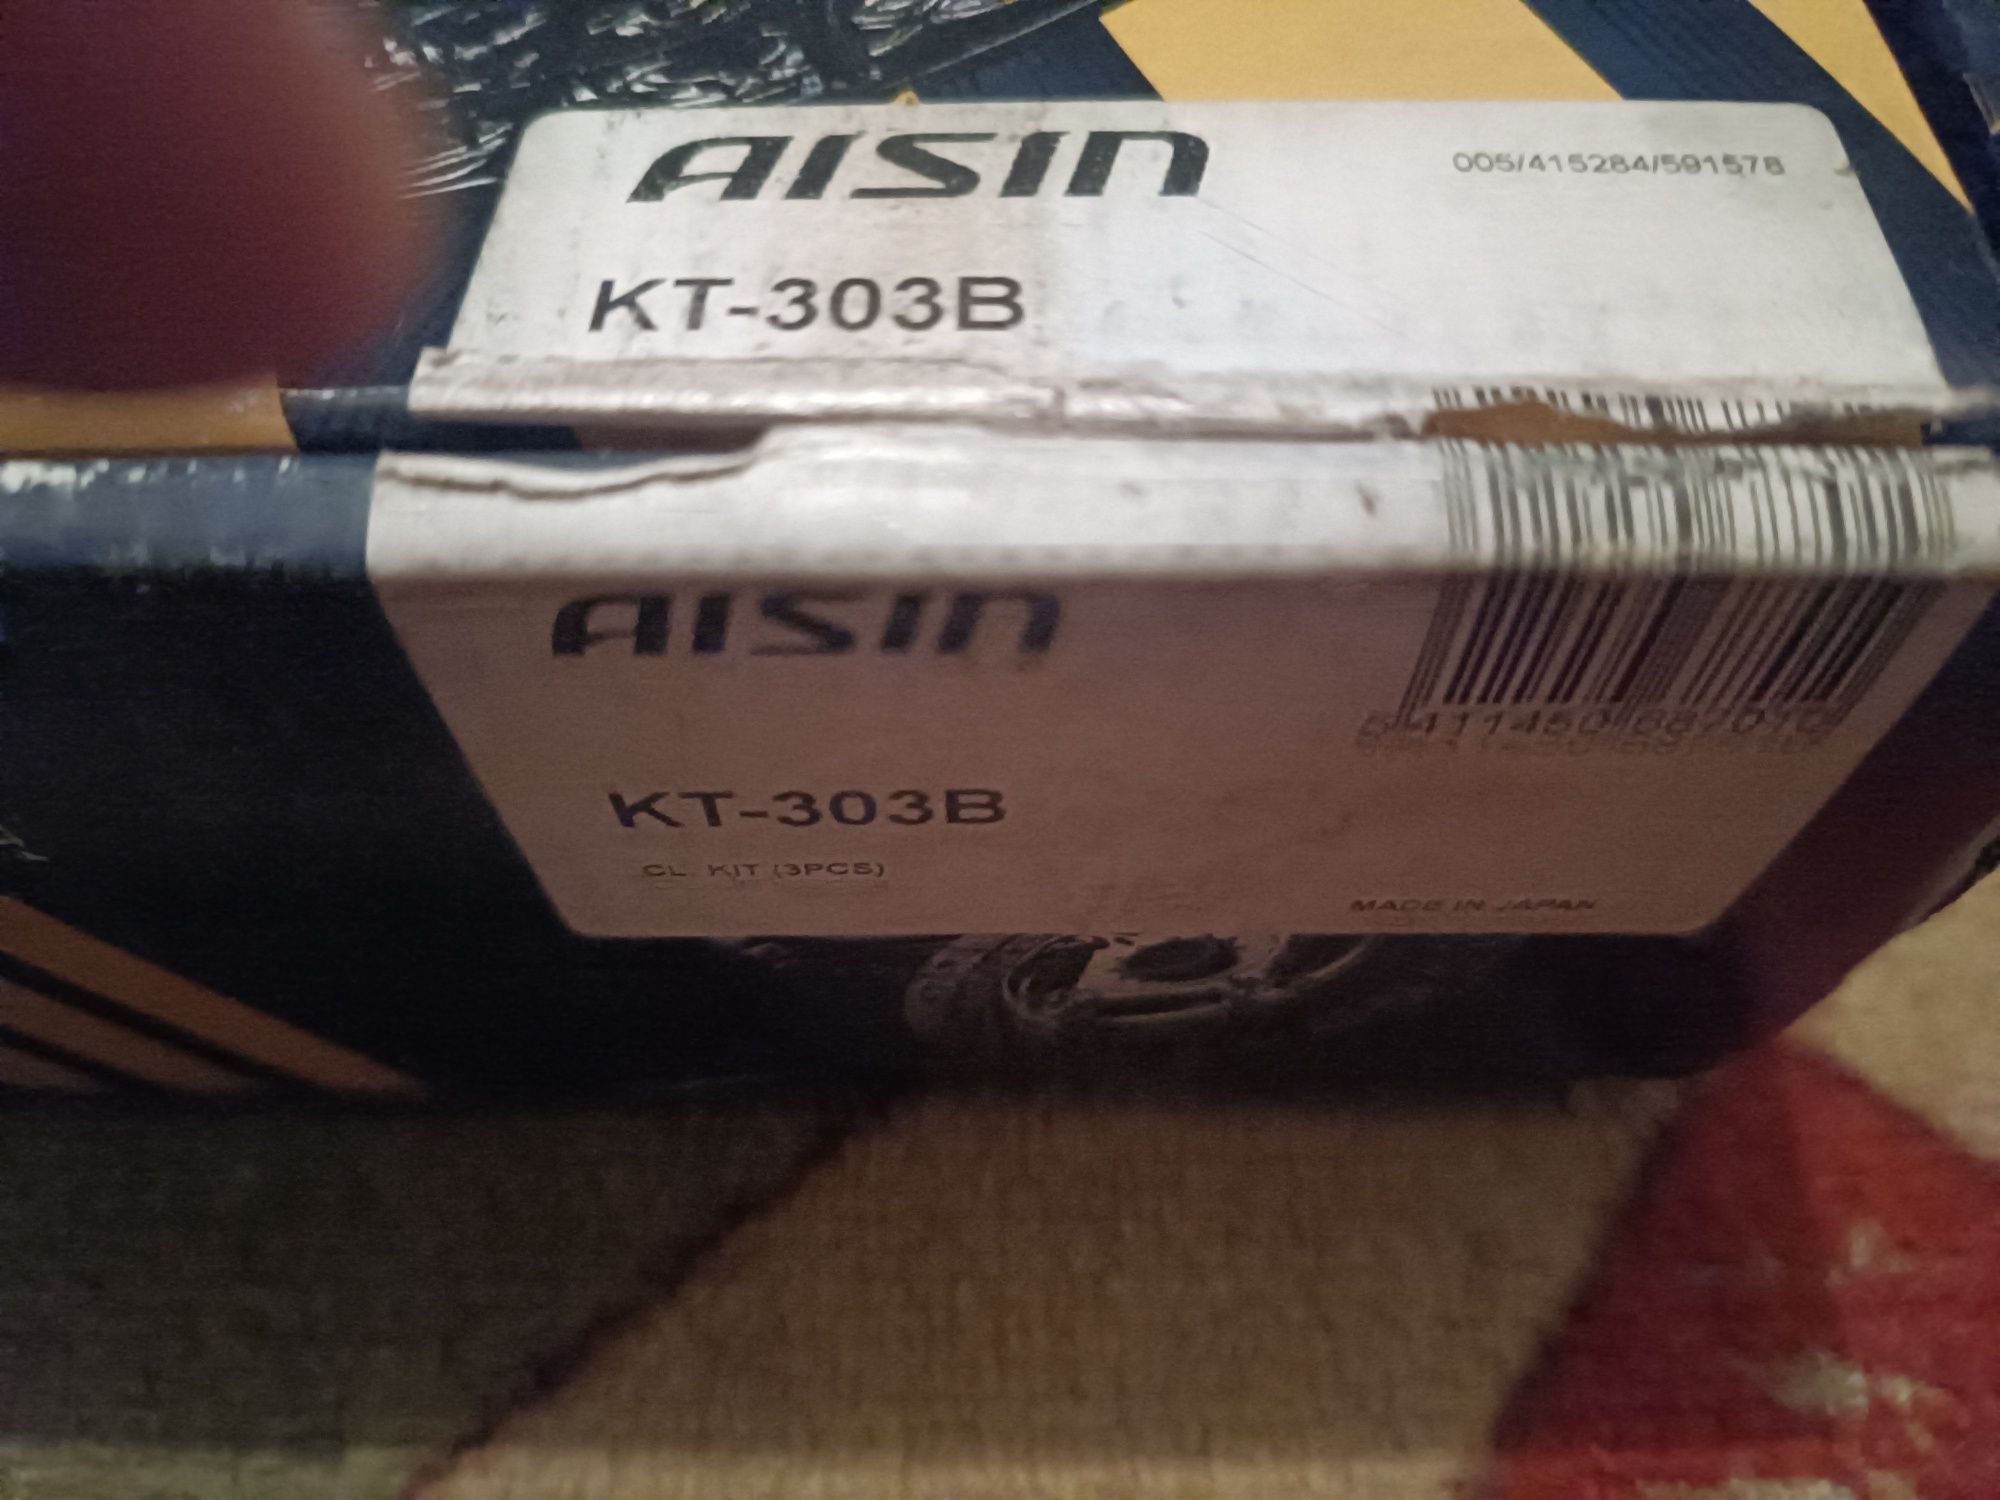 AISIN
005/415284/591578
KT-303B
AISIN
KT-303B
CL. KIT (3PCS)
MADE IN JAPAN